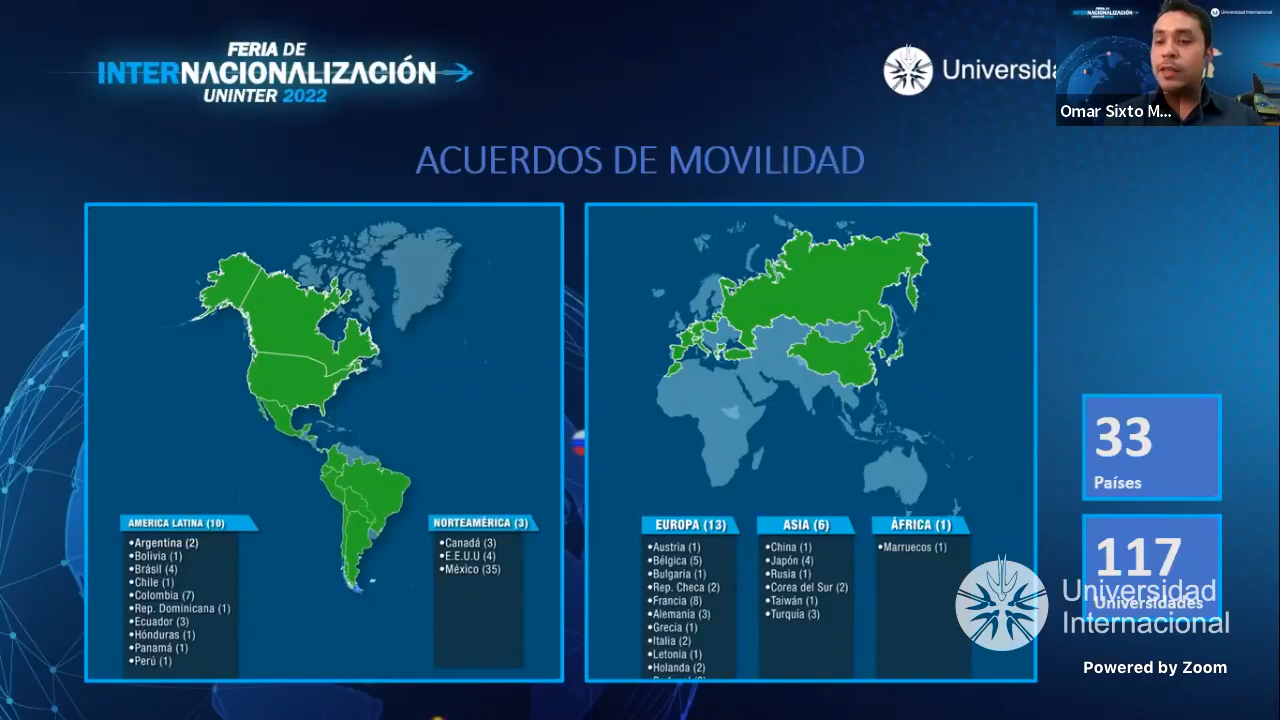 FERIA DE
INTERNACIONALIZACIÓN
UNINTER 2022
Universida
INTERNACIONALIZACIÓN
Universidad Internacional
Omar Sixto M...
ACUERDOS DE MOVILIDAD
AMERICA LATINA (10)
•Argentina (2)
•Bolivia (1)
•Brásil (4)
•Chile (1)
•Colombia (7)
•Rep. Dominicana (1)
•Ecuador (3)
•Hónduras (1)
•Panamá (1)
•Perú (1)
NORTEAMÉRICA (3)
•Canadá (3)
•E.E.U.U (4)
•México (35)
EUROPA (13)
•Austria (1)
•Bélgica (5)
•Bulgaria (1)
•Rep. Checa (2)
•Francia (8)
•Alemania (3)
•Grecia (1)
•Italia (2)
•Letonia (1)
•Holanda (2)
ASIA (6)
•China (1)
•Japón (4)
•Rusia (1)
•Corea del Sur (2)
•Taiwán (1)
•Turquía (3)
ÁFRICA (1)
•Marruecos (1)
33
Países
117
Universidades
Universidad
Internacional
Powered by Zoom